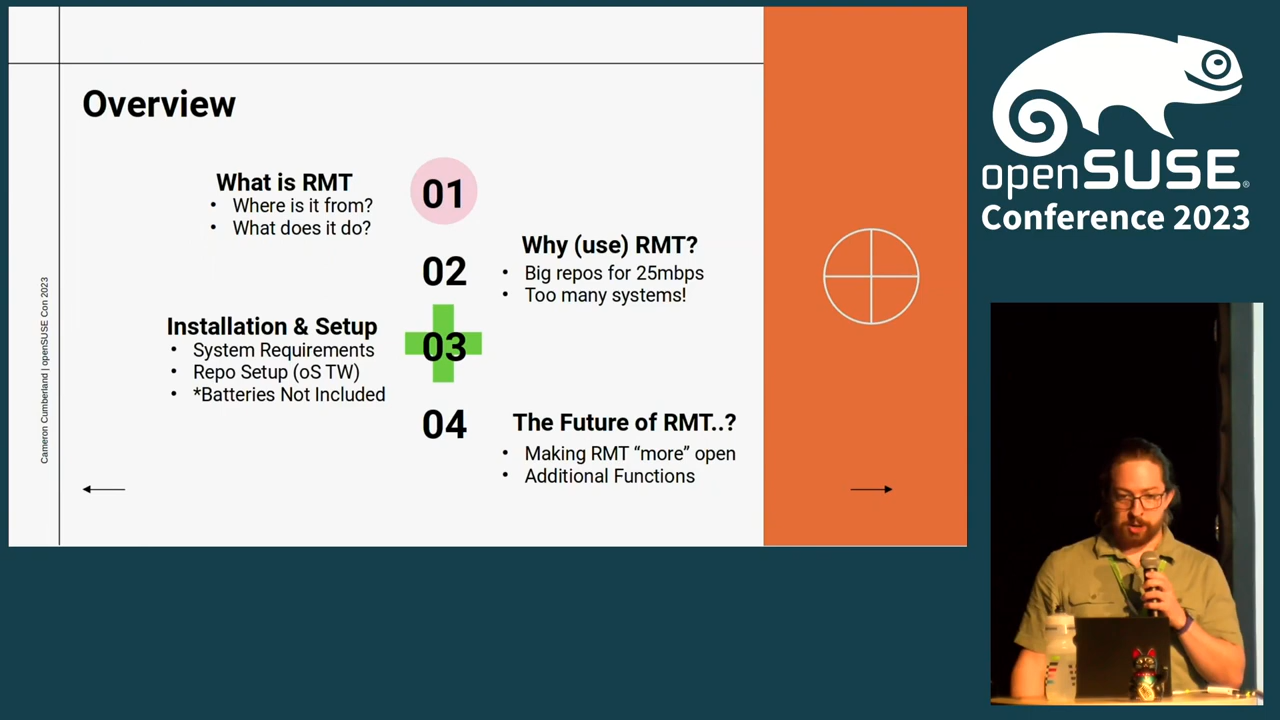 Overview
What is RMT
• Where is it from?
• What does it do?
01
Why (use) RMT?
• Big repos for 25mbps
• Too many systems!
02
Installation & Setup
• System Requirements
• Repo Setup (oS TW)
• *Batteries Not Included
03
04
The Future of RMT..?
• Making RMT “more” open
• Additional Functions
Cameron Cumberland | openSUSE Con 2023
openSUSE®
Conference 2023